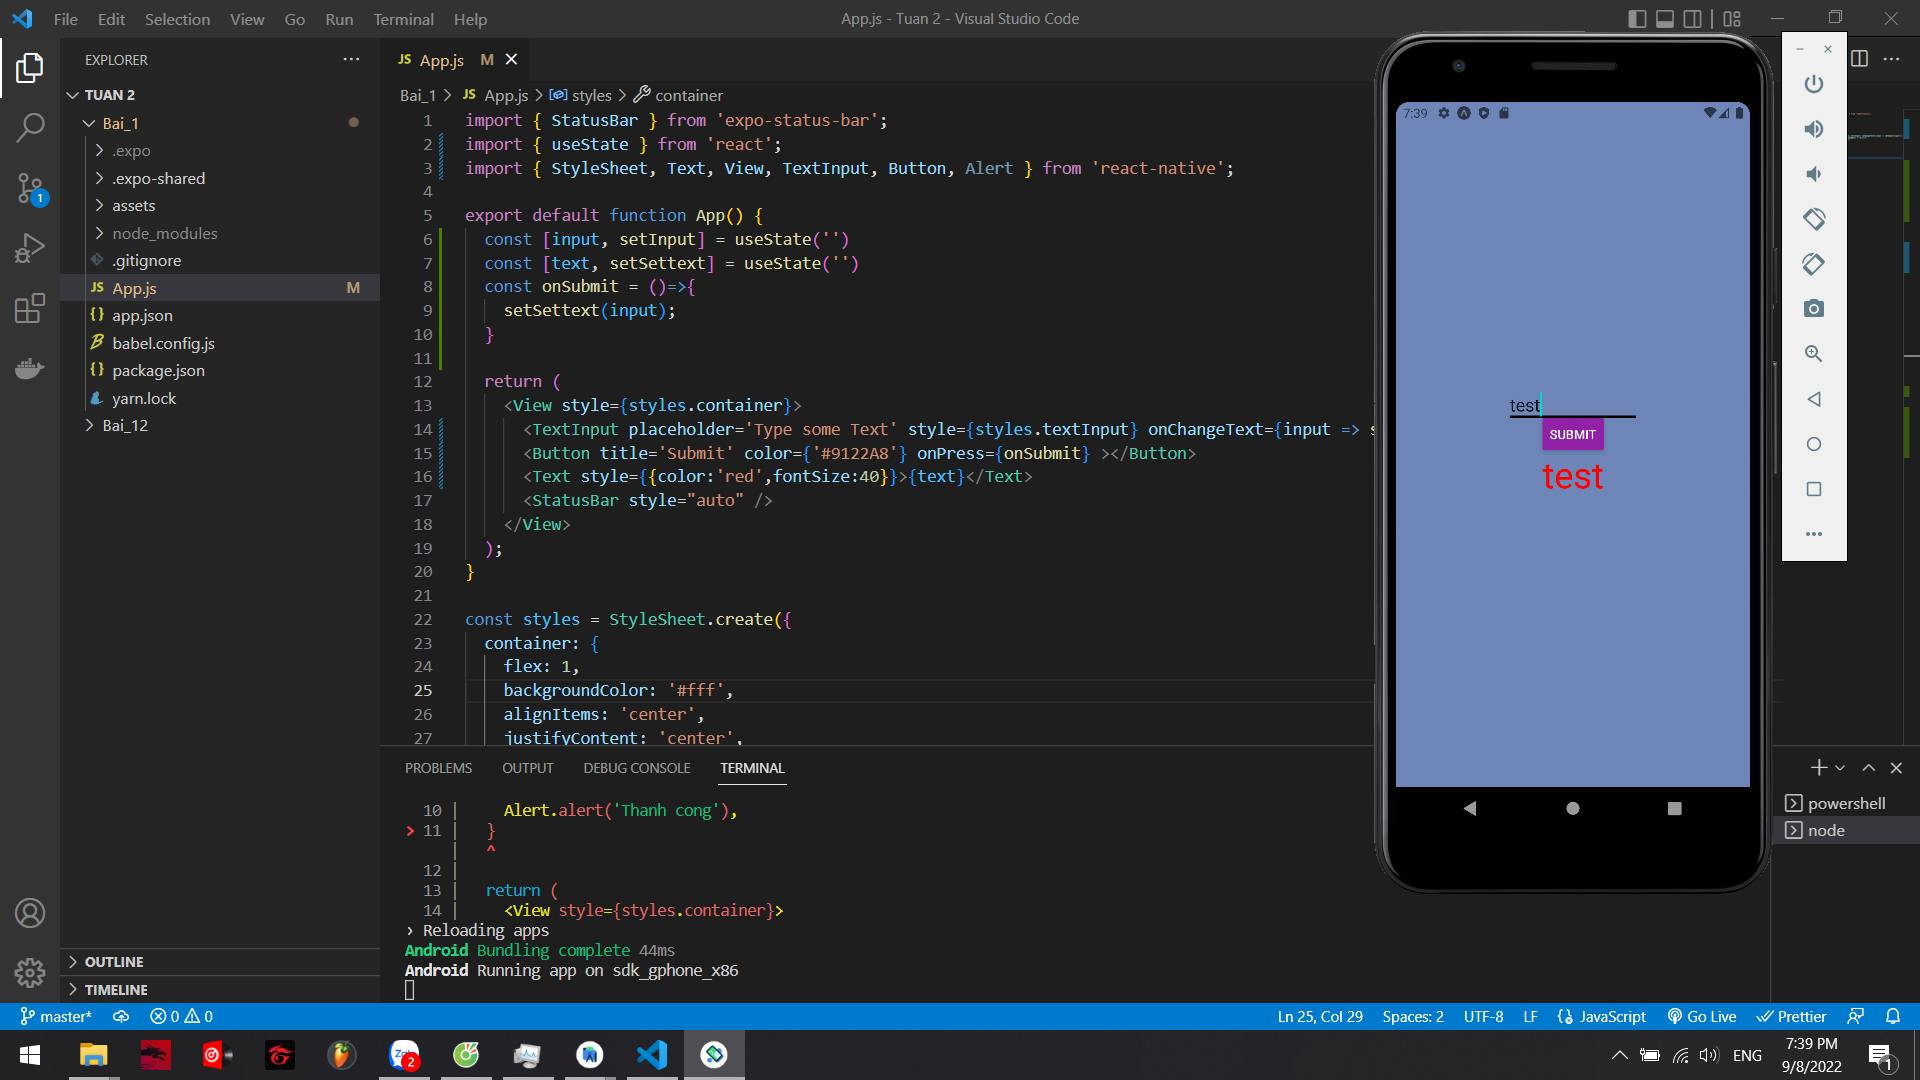 File Edit Selection View Go Run Terminal Help
App.js - Tuan 2 - Visual Studio Code
EXPLORER
TUAN 2
Bai_1
.expo
.expo-shared
assets
node_modules
.gitignore
JS App.js M
{} app.json
babel.config.js
{} package.json
yarn.lock
Bai_12
OUTLINE
TIMELINE
1
JS App.js M
Bai_1 > JS App.js > styles > container
1 import { StatusBar } from 'expo-status-bar';
2 import { useState } from 'react';
3 import { StyleSheet, Text, View, TextInput, Button, Alert } from 'react-native';
4
5 export default function App() {
6 const [input, setInput] = useState('')
7 const [text, setSettext] = useState('')
8 const onSubmit = ()=>{
9 setSettext(input);
10 }
11
12 return (
13 <View style={styles.container}>
14 <TextInput placeholder='Type some Text' style={styles.textInput} onChangeText={input => s
15 <Button title='Submit' color={'#9122A8'} onPress={onSubmit} ></Button>
16 <Text style={{color:'red',fontSize:40}}>{text}</Text>
17 <StatusBar style="auto" />
18 </View>
19 );
20 }
21
22 const styles = StyleSheet.create({
23 container: {
24 flex: 1,
25 backgroundColor: '#fff',
26 alignItems: 'center',
27 justifyContent: 'center',
PROBLEMS OUTPUT DEBUG CONSOLE TERMINAL
10 | Alert.alert('Thanh cong'),
> 11 | }
| ^
12 |
13 | return (
14 | <View style={styles.container}>
› Reloading apps
Android Bundling complete 44ms
Android Running app on sdk_gphone_x86
powershell
node
7:39
test
SUBMIT
test
master* 0 0
Ln 25, Col 29 Spaces: 2 UTF-8 LF {} JavaScript Go Live Prettier
2
ENG
7:39 PM
9/8/2022
1